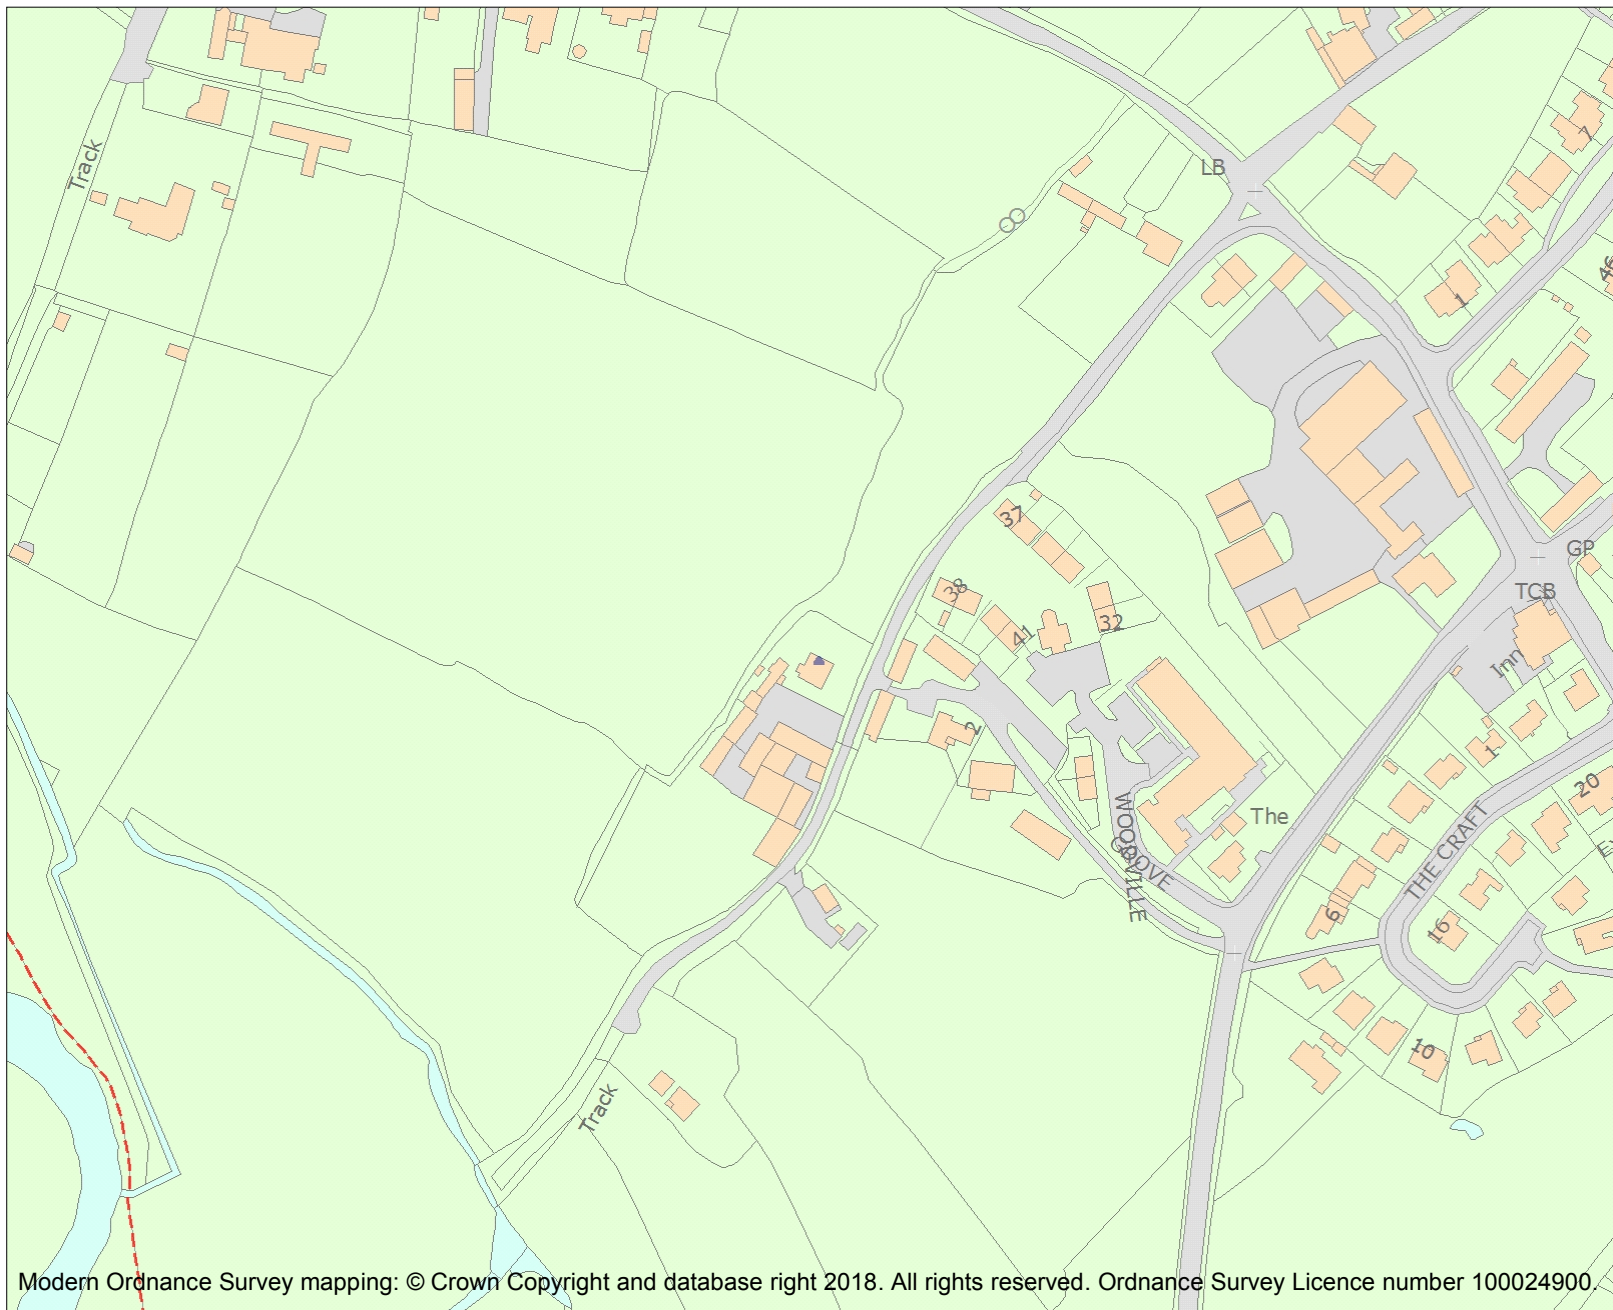 7
Track
LB
46
1
37
GP
38
TCB
32
41
Inn
2
1
20
The
WOODVILLE
GROVE
THE CRAFT
6
16
10
Track
Modern Ordnance Survey mapping: © Crown Copyright and database right 2018. All rights reserved. Ordnance Survey Licence number 100024900.